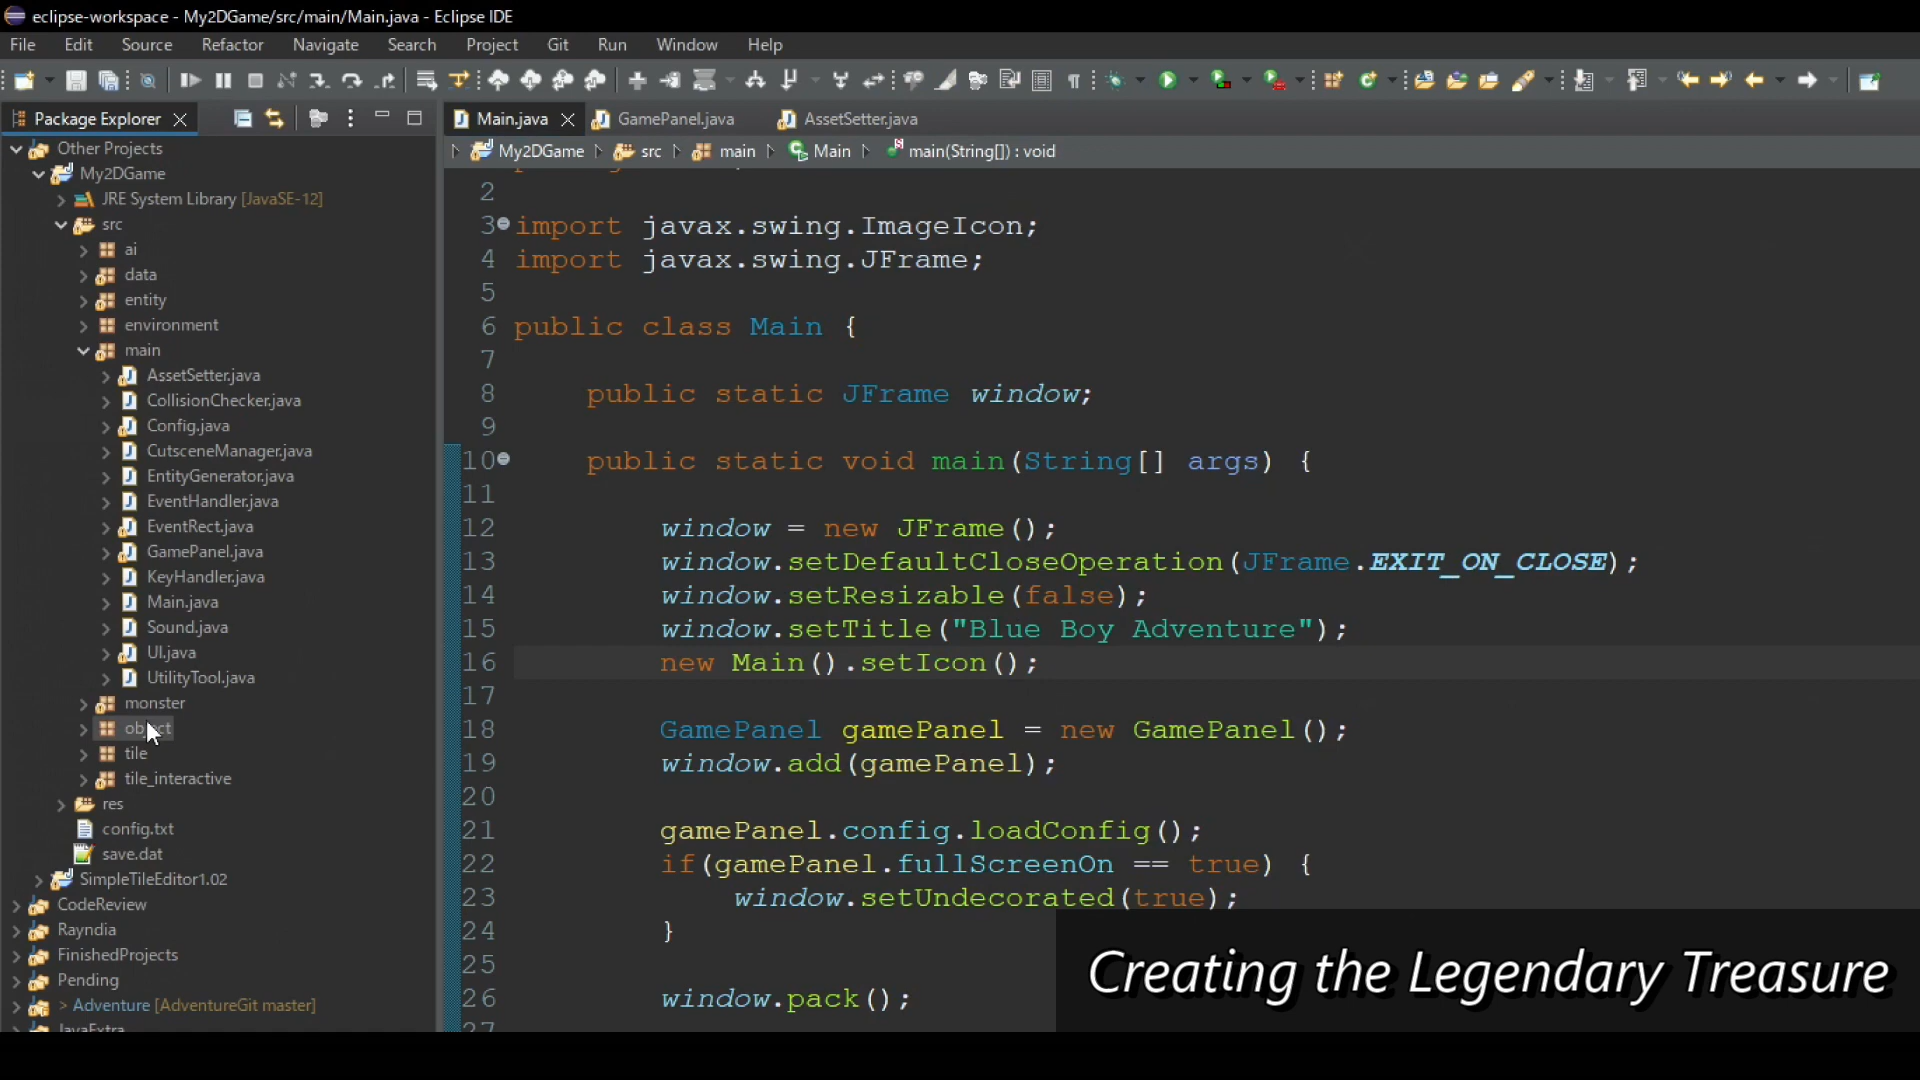 eclipse-workspace - My2DGame/src/main/Main.java - Eclipse IDE
File Edit Source Refactor Navigate Search Project Git Run Window Help
Package Explorer
Other Projects
My2DGame
JRE System Library [JavaSE-12]
src
ai
data
entity
environment
main
AssetSetter.java
CollisionChecker.java
Config.java
CutsceneManager.java
EntityGenerator.java
EventHandler.java
EventRect.java
GamePanel.java
KeyHandler.java
Main.java
Sound.java
UI.java
UtilityTool.java
monster
object
tile
tile_interactive
res
config.txt
save.dat
SimpleTileEditor1.02
CodeReview
Rayndia
FinishedProjects
Pending
> Adventure [AdventureGit master]
JavaExtra
Main.java GamePanel.java AssetSetter.java
My2DGame src main Main main(String[]) : void
2
3 import javax.swing.ImageIcon;
4 import javax.swing.JFrame;
5
6 public class Main {
7
8 public static JFrame window;
9
10 public static void main(String[] args) {
11
12 window = new JFrame();
13 window.setDefaultCloseOperation(JFrame.EXIT_ON_CLOSE);
14 window.setResizable(false);
15 window.setTitle("Blue Boy Adventure");
16 new Main().setIcon();
17
18 GamePanel gamePanel = new GamePanel();
19 window.add(gamePanel);
20
21 gamePanel.config.loadConfig();
22 if(gamePanel.fullScreenOn == true) {
23 window.setUndecorated(true);
24 }
25
26 window.pack();
27
Creating the Legendary Treasure